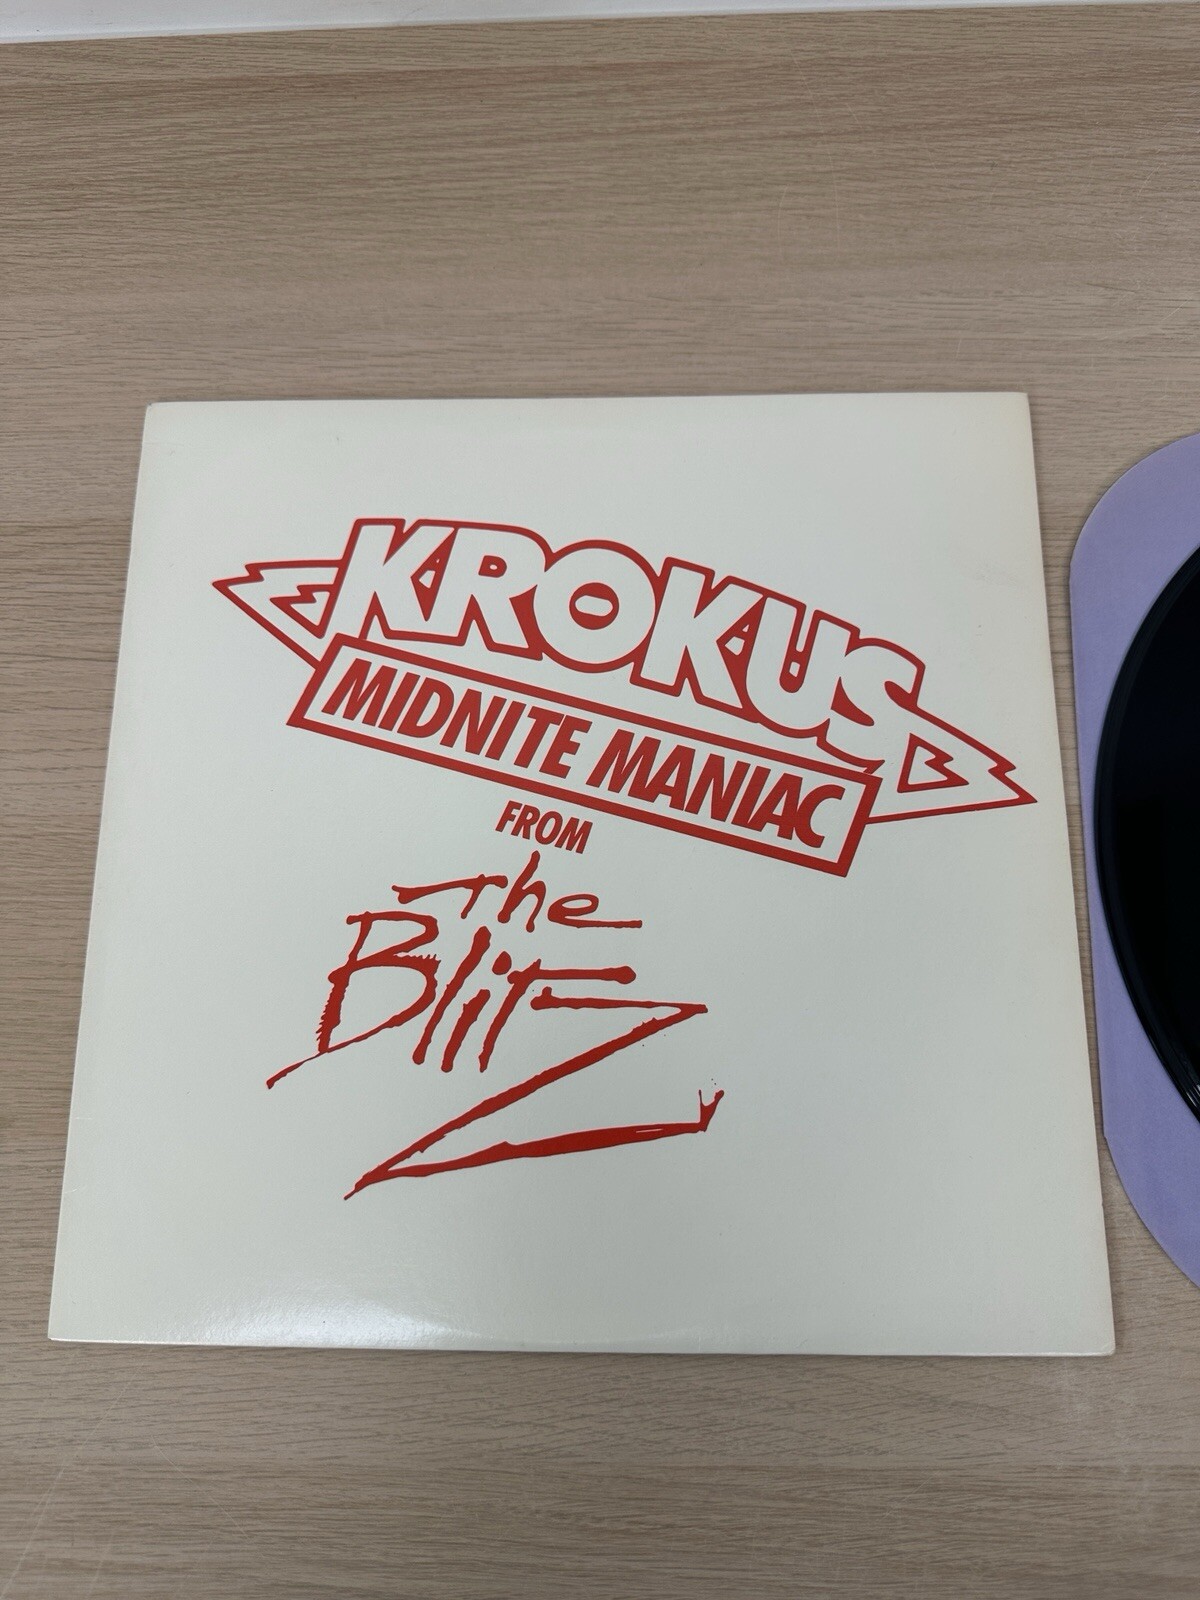 KROKUS
MIDNITE MANIAC
FROM
The
Blitz